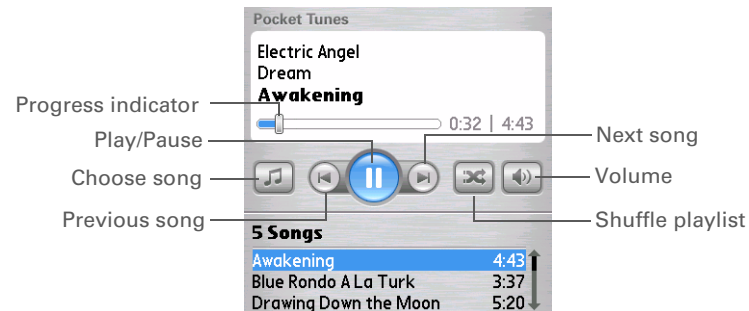 Pocket Tunes
Electric Angel
Dream
Awakening
Progress indicator
0:32 | 4:43
Play/Pause
Next song
Choose song
Volume
Previous song
Shuffle playlist
5 Songs
Awakening 4:43
Blue Rondo A La Turk 3:37
Drawing Down the Moon 5:20